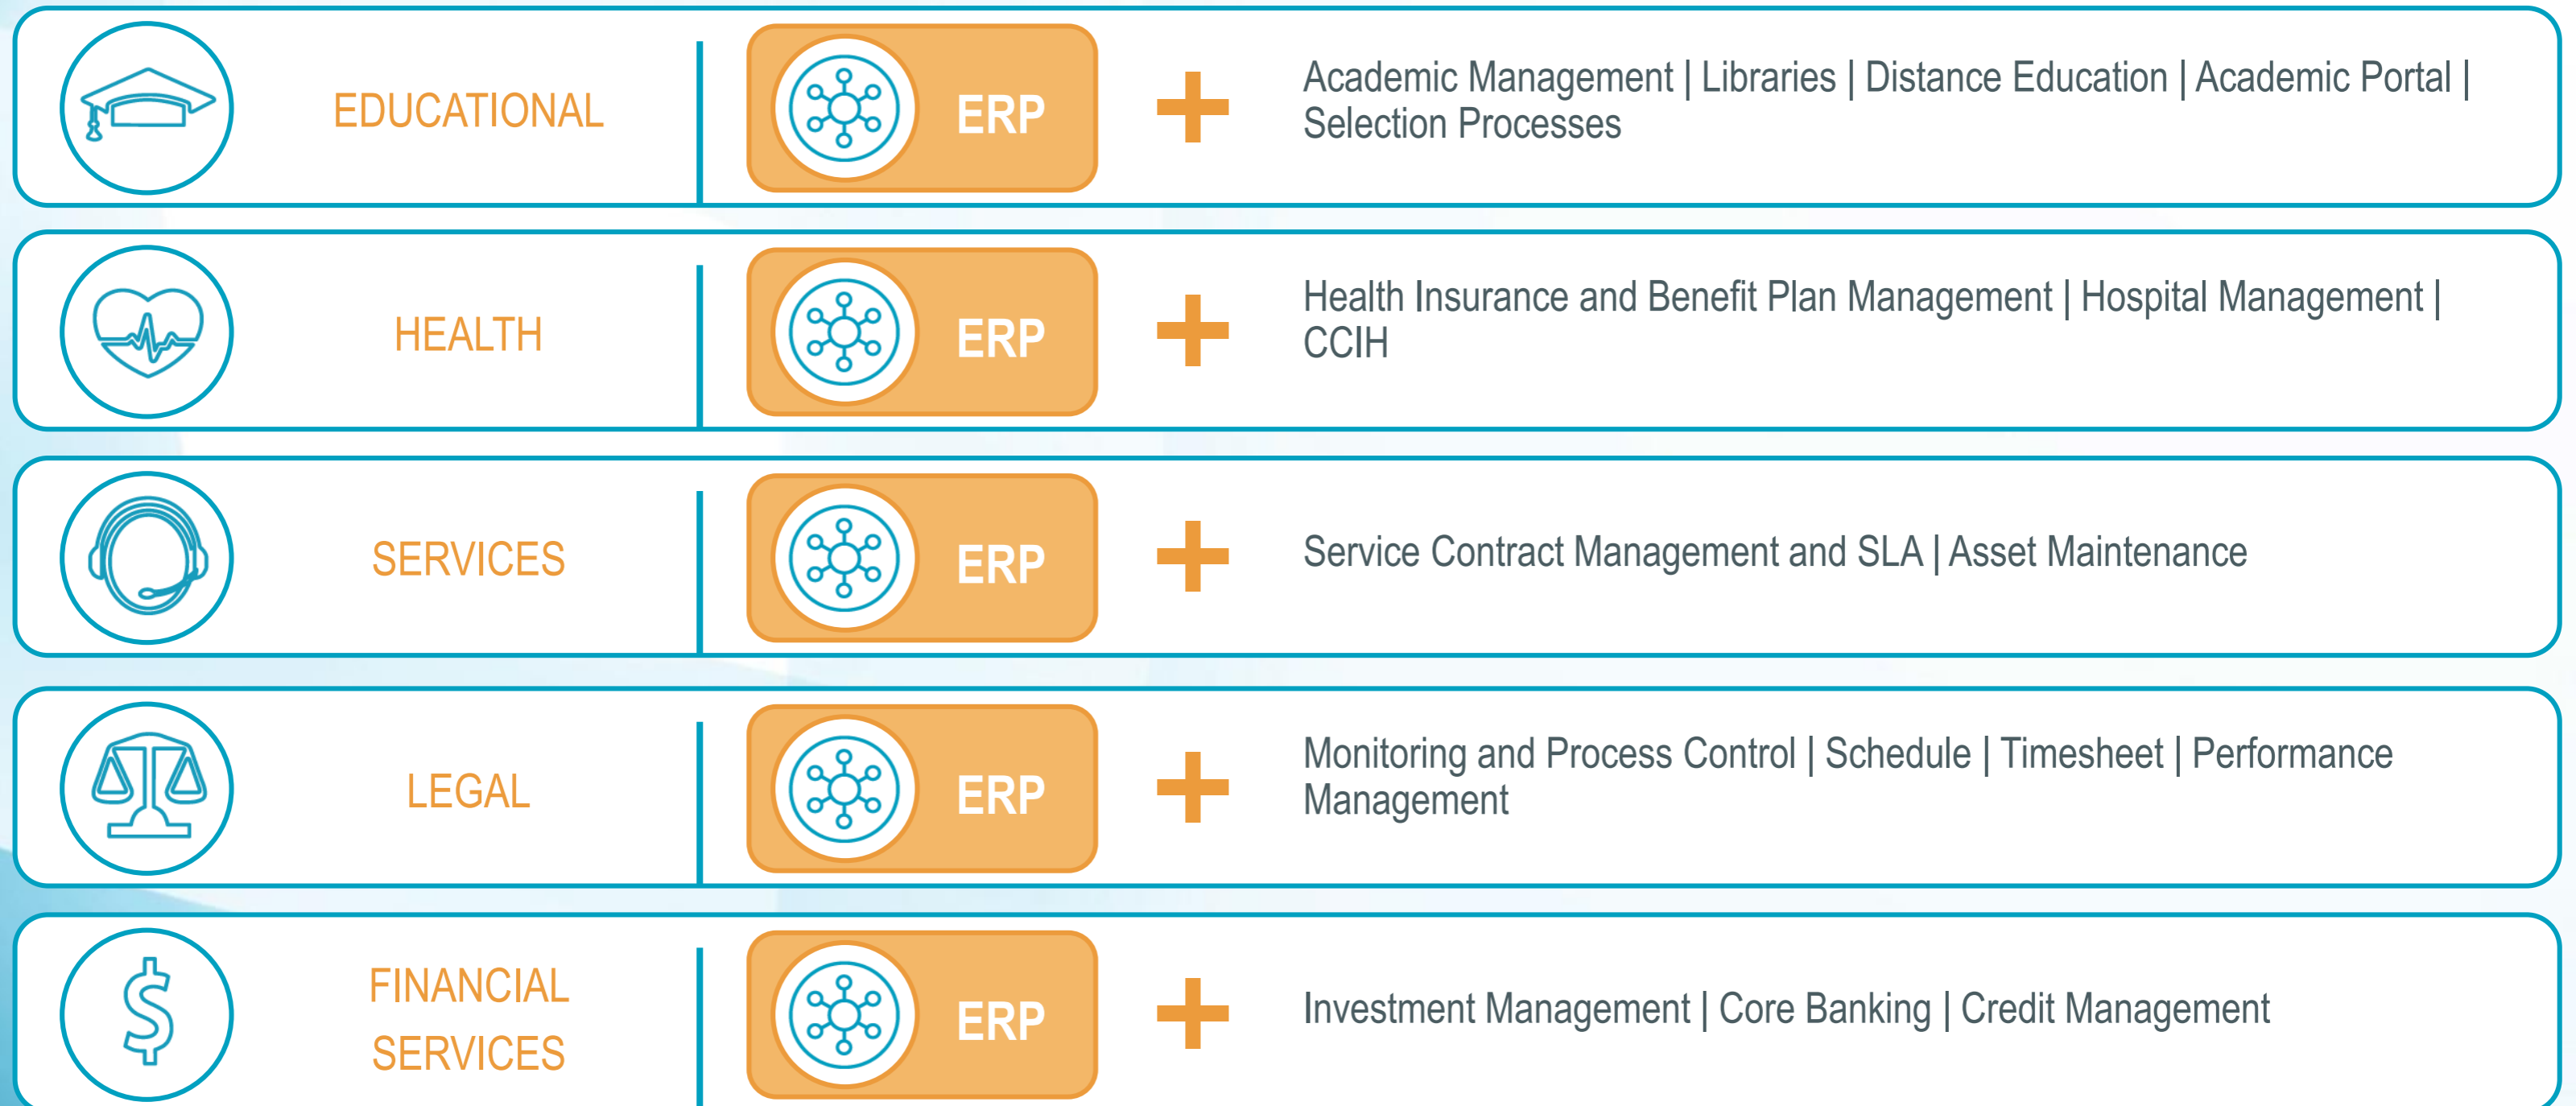 EDUCATIONAL
ERP
Academic Management | Libraries | Distance Education | Academic Portal |
Selection Processes
HEALTH
ERP
Health Insurance and Benefit Plan Management | Hospital Management |
CCIH
SERVICES
ERP
Service Contract Management and SLA | Asset Maintenance
LEGAL
ERP
Monitoring and Process Control | Schedule | Timesheet | Performance
Management
FINANCIAL
SERVICES
ERP
Investment Management | Core Banking | Credit Management